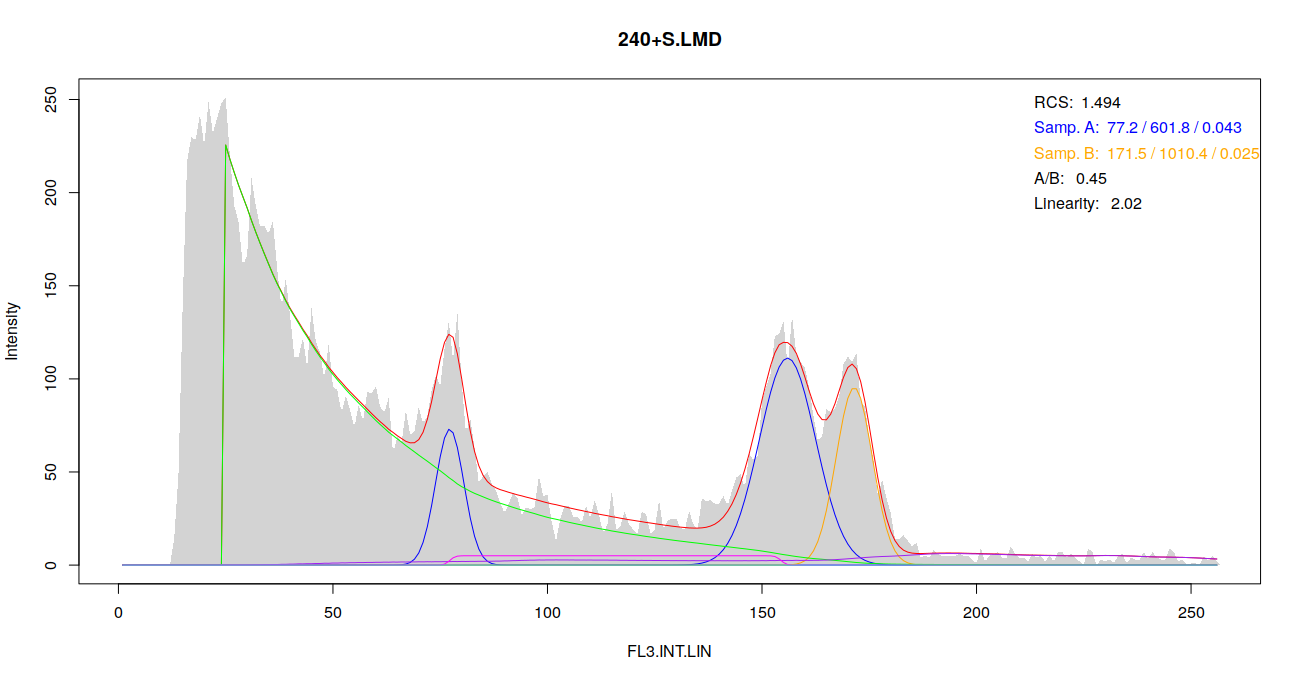 240+S.LMD
RCS: 1.494
Samp. A: 77.2 / 601.8 / 0.043
Samp. B: 171.5 / 1010.4 / 0.025
A/B: 0.45
Linearity: 2.02
Intensity
250
200
150
100
50
0
0 50 100 150 200 250
FL3.INT.LIN